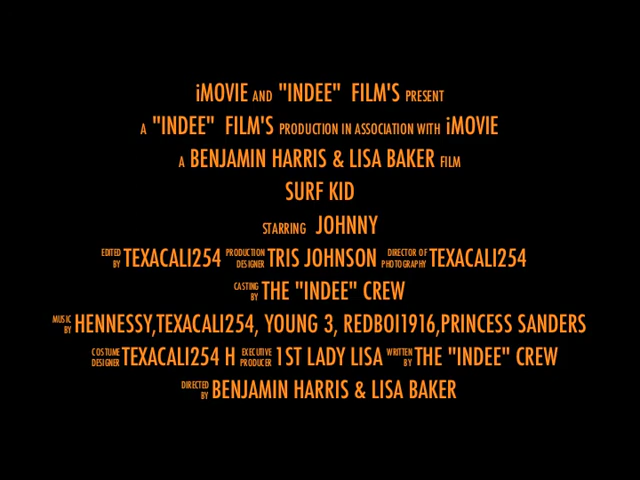 iMOVIE AND "INDEE" FILM'S PRESENT
A "INDEE" FILM'S PRODUCTION IN ASSOCIATION WITH iMOVIE
A BENJAMIN HARRIS & LISA BAKER FILM
SURF KID
STARRING JOHNNY
EDITED BY TEXACALI254 PRODUCTION DESIGNER TRIS JOHNSON DIRECTOR OF PHOTOGRAPHY TEXACALI254
CASTING BY THE "INDEE" CREW
MUSIC BY HENNESSY,TEXACALI254, YOUNG 3, REDBOI1916,PRINCESS SANDERS
COSTUME DESIGNER TEXACALI254 H EXECUTIVE PRODUCER 1ST LADY LISA WRITTEN BY THE "INDEE" CREW
DIRECTED BY BENJAMIN HARRIS & LISA BAKER